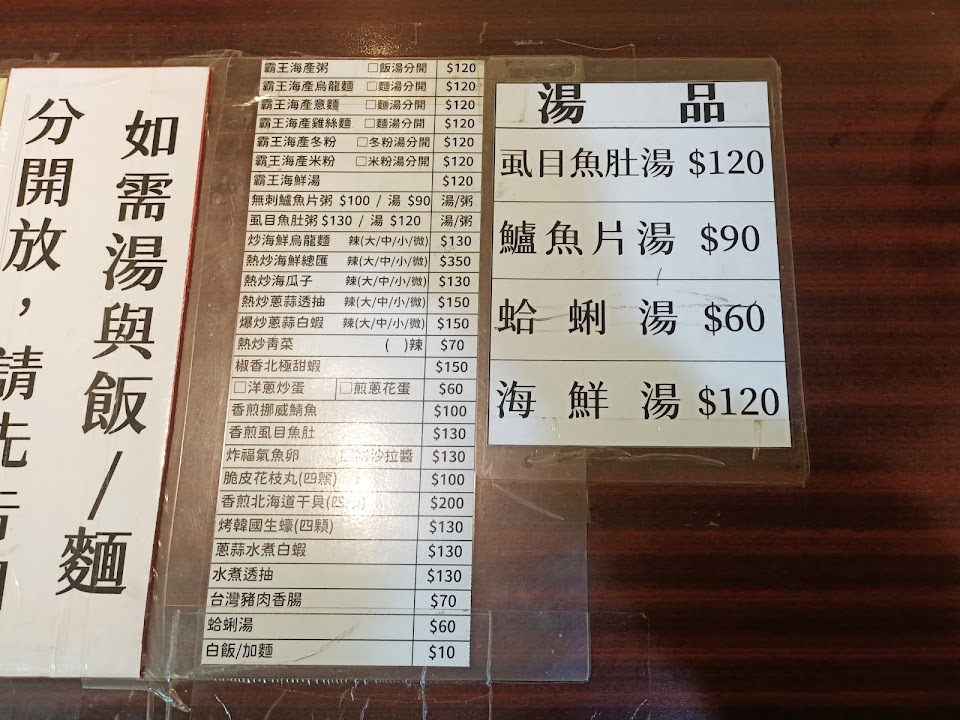 如需湯與飯/麵
分開放，請先
霸王海產粥 □飯湯分開 $120
霸王海產烏龍麵 □麵湯分開 $120
霸王海產意麵 □麵湯分開 $120
霸王海產雞絲麵 □麵湯分開 $120
霸王海產冬粉 □冬粉湯分開 $120
霸王海產米粉 □米粉湯分開 $120
霸王海鮮湯 $120
無刺鱸魚片粥 $100 / 湯 $90 湯/粥
虱目魚肚粥 $130 / 湯 $120 湯/粥
炒海鮮烏龍麵 辣(大/中/小/微) $130
熱炒海鮮總匯 辣(大/中/小/微) $350
熱炒海瓜子 辣(大/中/小/微) $130
熱炒蔥蒜透抽 辣(大/中/小/微) $150
爆炒蔥蒜白蝦 辣(大/中/小/微) $150
熱炒青菜 ( )辣 $70
椒香北極甜蝦 $150
□洋蔥炒蛋 □煎蔥花蛋 $60
香煎挪威鯖魚 $100
香煎虱目魚肚 $130
炸福氣魚卵 沙拉醬 $130
脆皮花枝丸(四顆) $100
香煎北海道干貝(四 $200
烤韓國生蠔(四顆) $130
蔥蒜水煮白蝦 $130
水煮透抽 $130
台灣豬肉香腸 $70
蛤蜊湯 $60
白飯/加麵 $10
湯品
虱目魚肚湯 $120
鱸魚片湯 $90
蛤蜊湯 $60
海鮮湯 $120